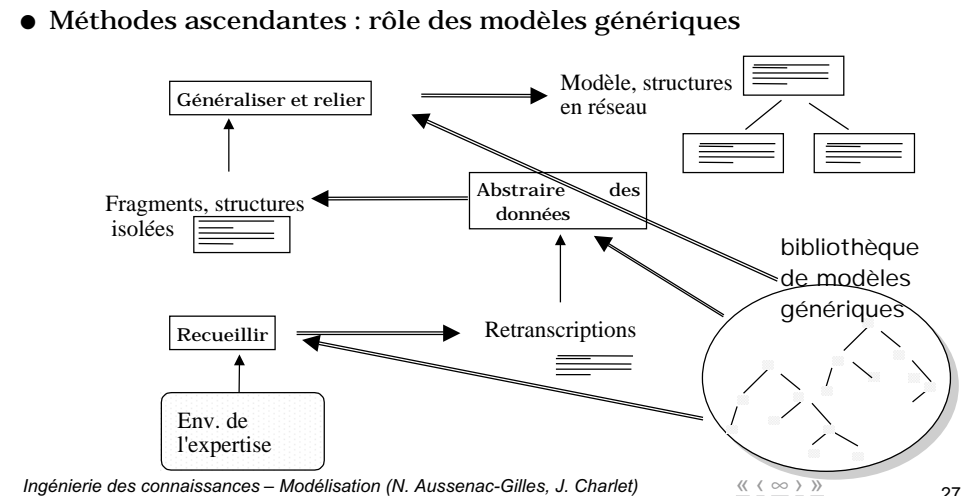 ● Méthodes ascendantes : rôle des modèles génériques
Généraliser et relier
Modèle, structures
en réseau
Fragments, structures
isolées
Abstraire des
données
bibliothèque
de modèles
génériques
Recueillir
Retranscriptions
Env. de
l'expertise
Ingénierie des connaissances – Modélisation (N. Aussenac-Gilles, J. Charlet)
« ‹ ∞ › »
27